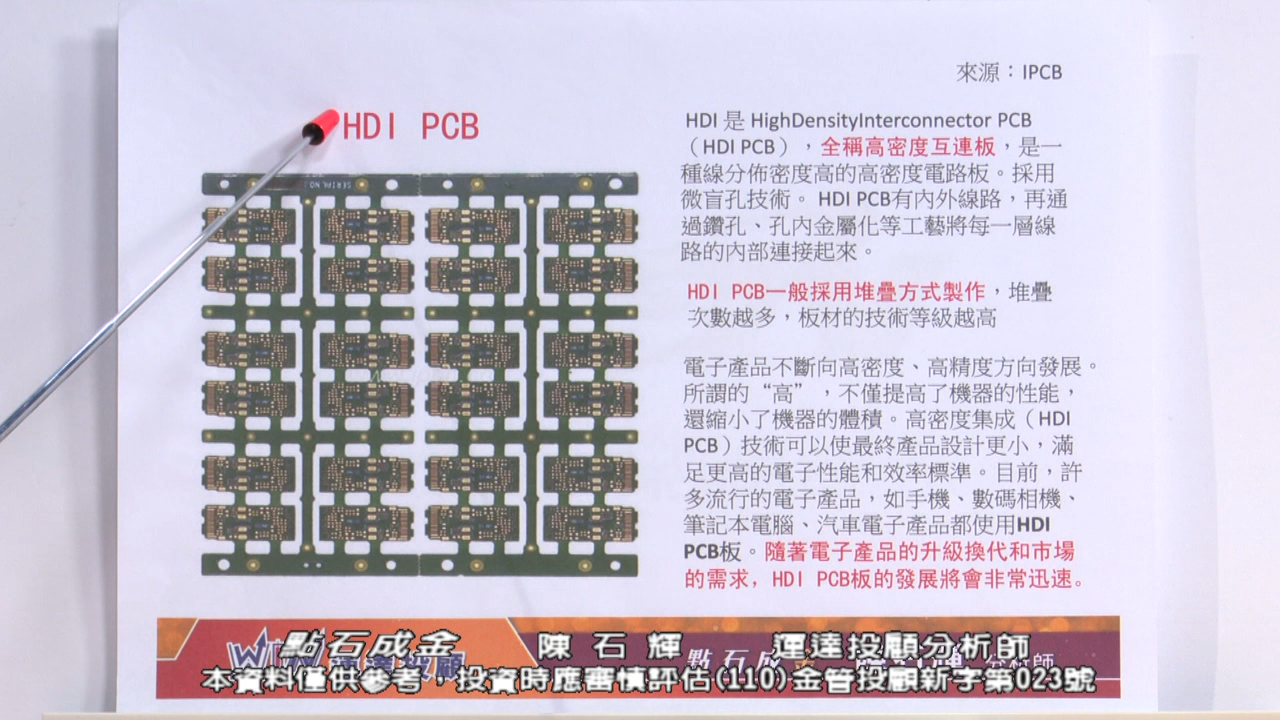 來源：IPCB
HDI PCB
SERIAL NO
HDI 是 HighDensityInterconnector PCB
（HDI PCB），全稱高密度互連板，是一
種線分佈密度高的高密度電路板。採用
微盲孔技術。 HDI PCB有內外線路，再通
過鑽孔、孔內金屬化等工藝將每一層線
路的內部連接起來。
HDI PCB一般採用堆疊方式製作，堆疊
次數越多，板材的技術等級越高
電子產品不斷向高密度、高精度方向發展。
所謂的“高”，不僅提高了機器的性能，
還縮小了機器的體積。高密度集成（HDI
PCB）技術可以使最終產品設計更小，滿
足更高的電子性能和效率標準。目前，許
多流行的電子產品，如手機、數碼相機、
筆記本電腦、汽車電子產品都使用HDI
PCB板。隨著電子產品的升級換代和市場
的需求，HDI PCB板的發展將會非常迅速。
點石成金 陳石輝 運達投顧分析師
本資料僅供參考，投資時應審慎評估(110)金管投顧新字第023號